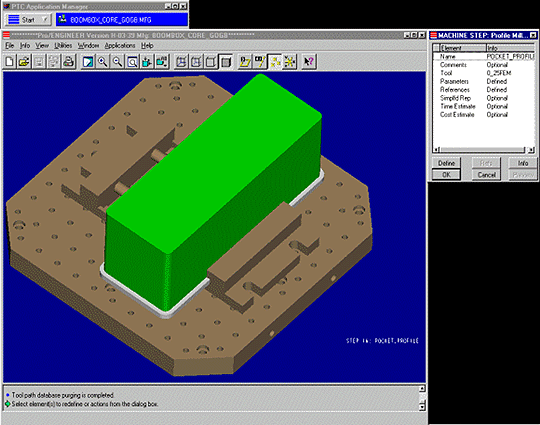 PTC Application Manager
Start
BOOMBOX_CORE_GOGB.MFG
Pro/ENGINEER Version H-03 39 Mfg: BOOMBOX_CORE_GOGB
File Info View Utilities Window Applications Help
STEP 14: POCKET_PROFILE
Tool path database purging is completed.
Select element(s) to redefine or actions from the dialog box.
MACHINE STEP: Profile Mill..
Element Info
Name POCKET_PROFIL
Comments Optional
Tool 0_25FEM
Parameters Defined
References Defined
Simplfd Rep Optional
Time Estimate Optional
Cost Estimate Optional
Define Refs Info
OK Cancel Preview